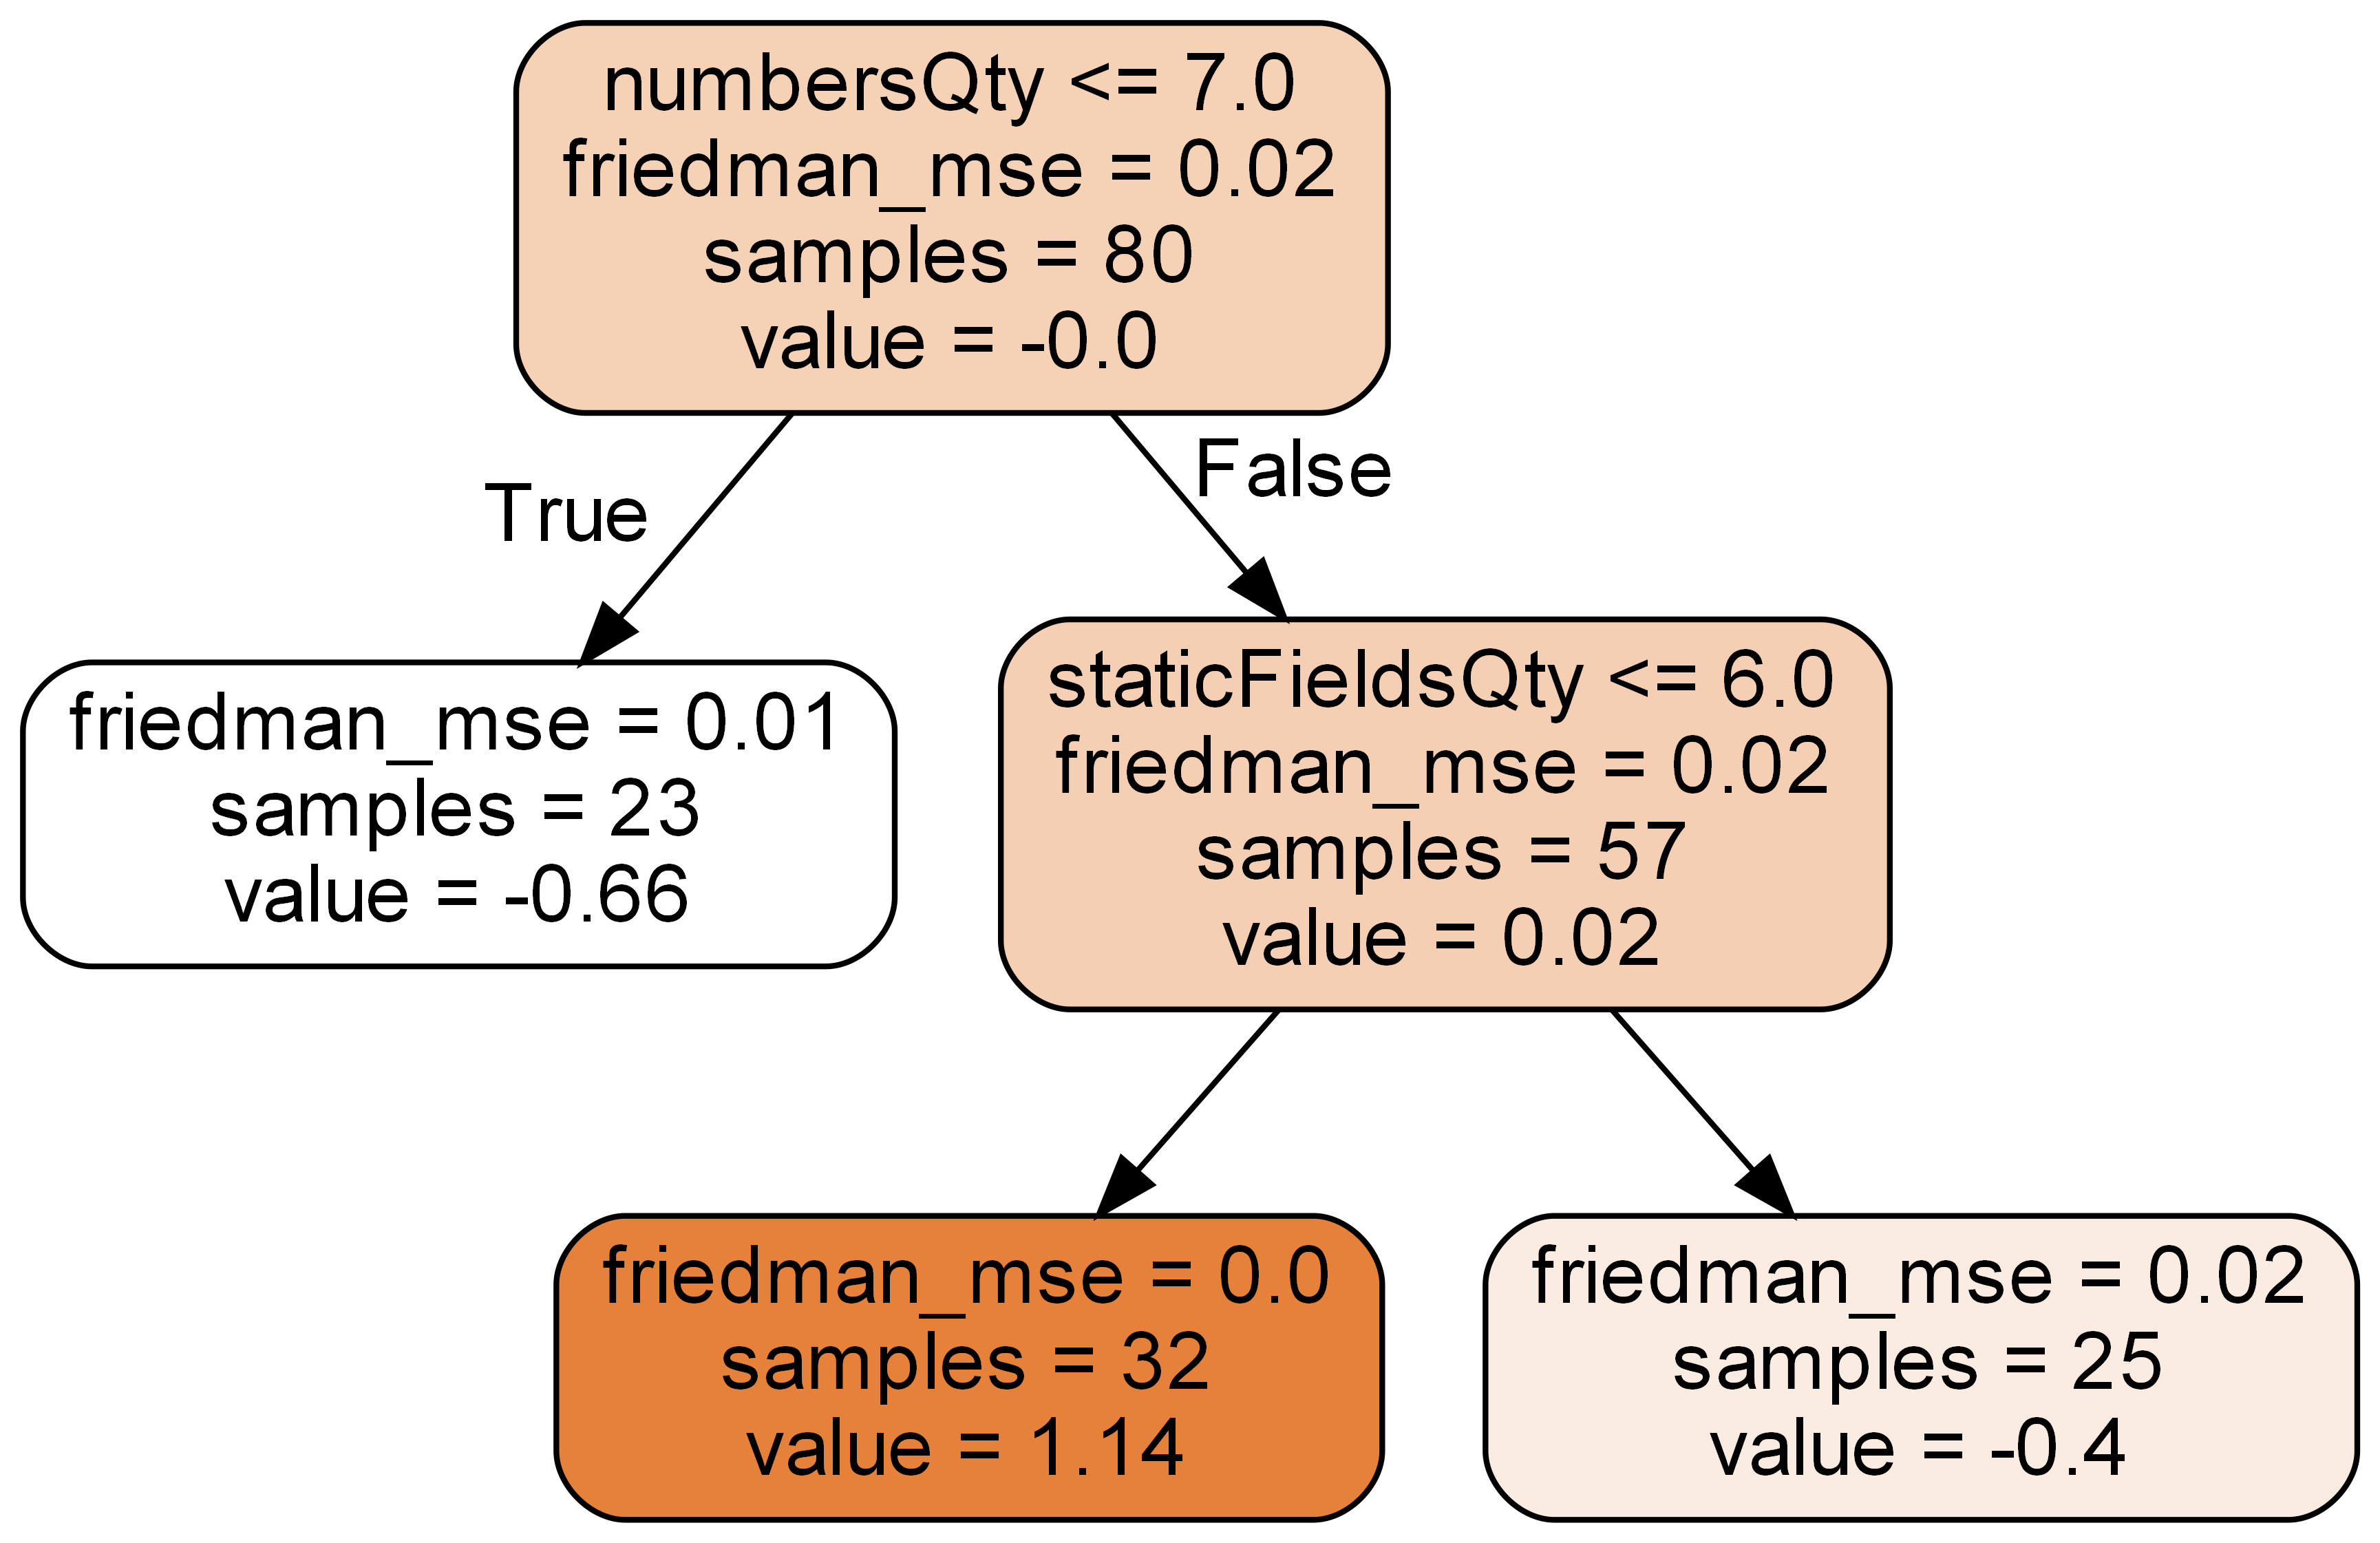 numbersQty <= 7.0
friedman_mse = 0.02
samples = 80
value = -0.0
True
False
friedman_mse = 0.01
samples = 23
value = -0.66
staticFieldsQty <= 6.0
friedman_mse = 0.02
samples = 57
value = 0.02
friedman_mse = 0.0
samples = 32
value = 1.14
friedman_mse = 0.02
samples = 25
value = -0.4